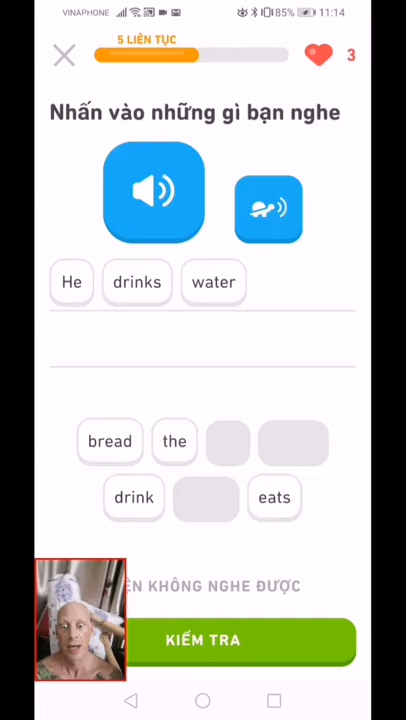 VINAPHONE 85% 11:14
5 LIÊN TỤC
3
Nhấn vào những gì bạn nghe
He drinks water
bread the
drink eats
KHÔNG NGHE ĐƯỢC
KIỂM TRA